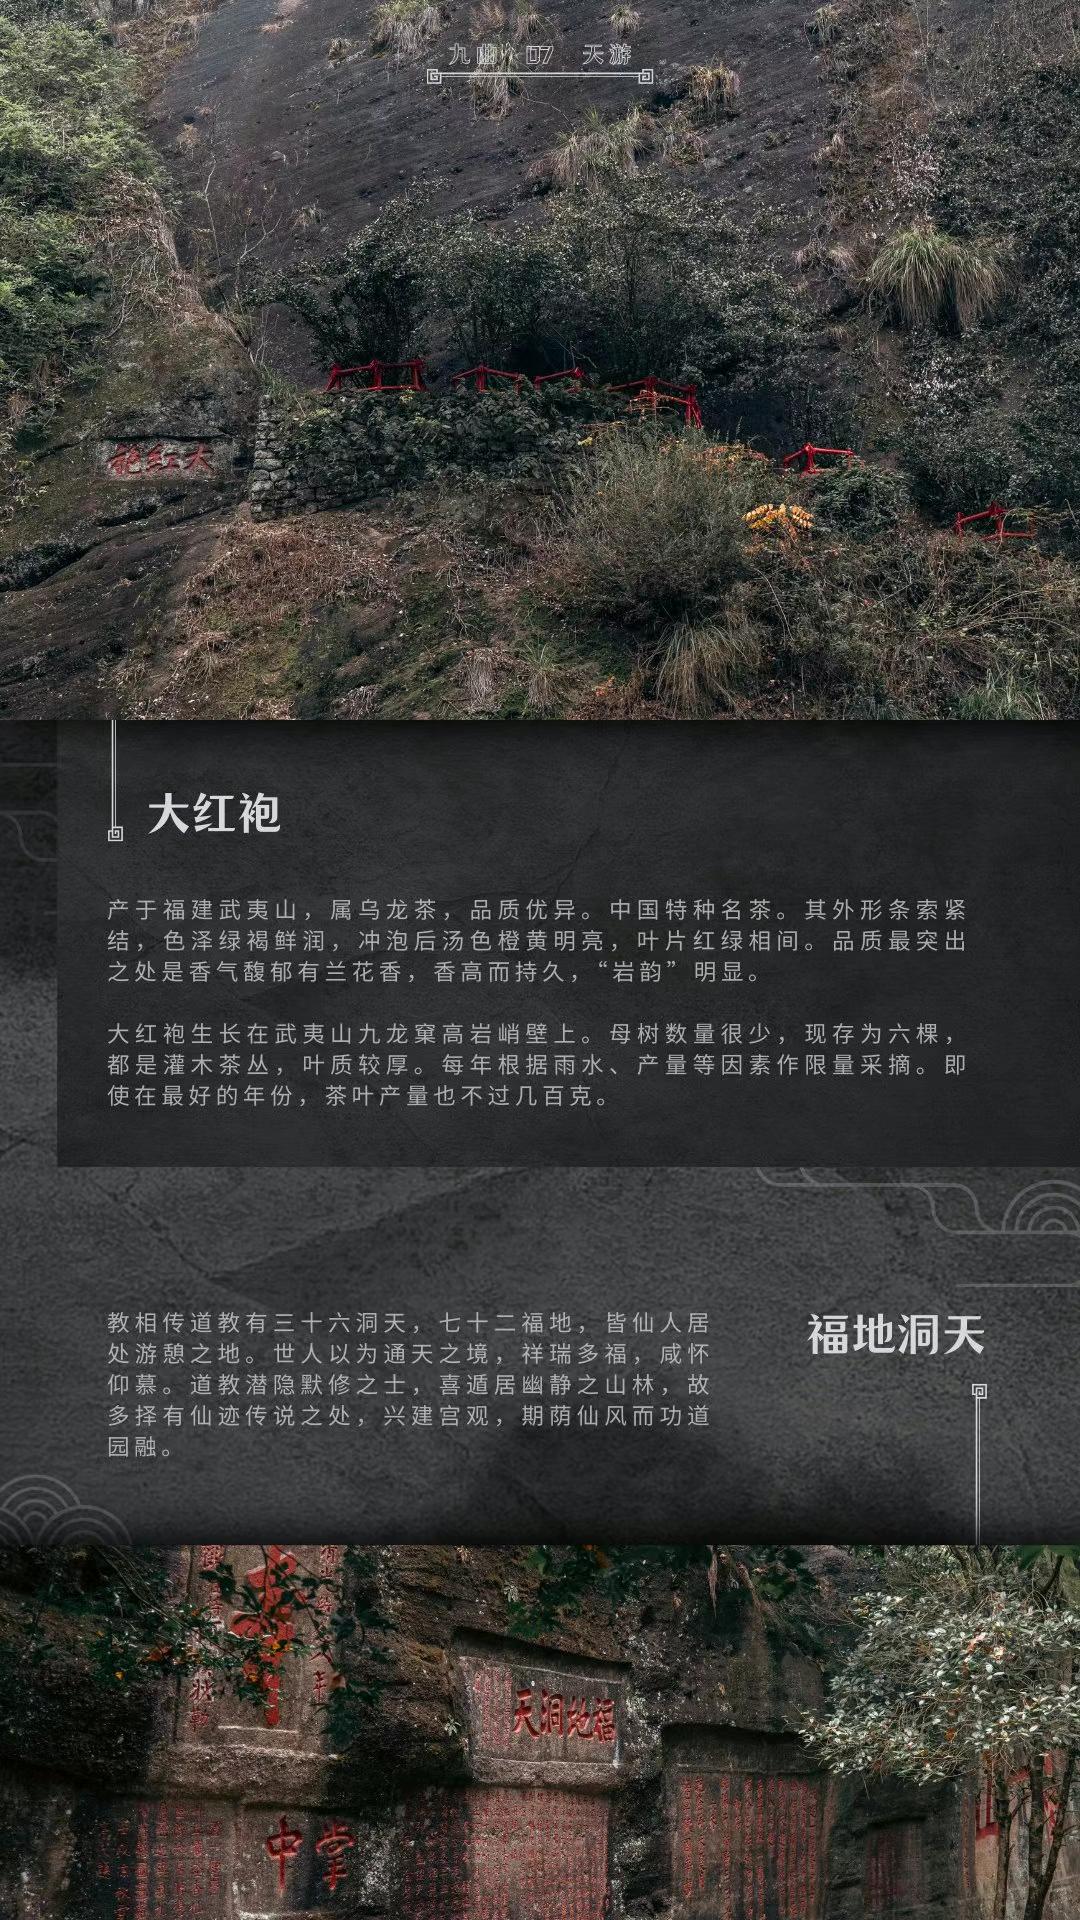 九曲 07 天游
大红袍
大红袍
产于福建武夷山，属乌龙茶，品质优异。中国特种名茶。其外形条索紧
结，色泽绿褐鲜润，冲泡后汤色橙黄明亮，叶片红绿相间。品质最突出
之处是香气馥郁有兰花香，香高而持久，“岩韵”明显。
大红袍生长在武夷山九龙窠高岩峭壁上。母树数量很少，现存为六棵，
都是灌木茶丛，叶质较厚。每年根据雨水、产量等因素作限量采摘。即
使在最好的年份，茶叶产量也不过几百克。
福地洞天
教相传道教有三十六洞天，七十二福地，皆仙人居
处游憩之地。世人以为通天之境，祥瑞多福，咸怀
仰慕。道教潜隐默修之士，喜遁居幽静之山林，故
多择有仙迹传说之处，兴建宫观，期荫仙风而功道
园融。
福地洞天
掌中